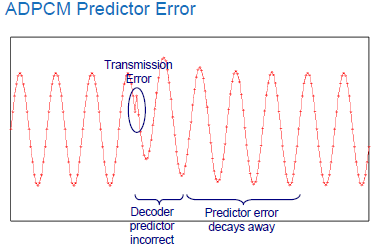 ADPCM Predictor Error
Transmission
Error
Decoder
predictor
incorrect
Predictor error
decays away